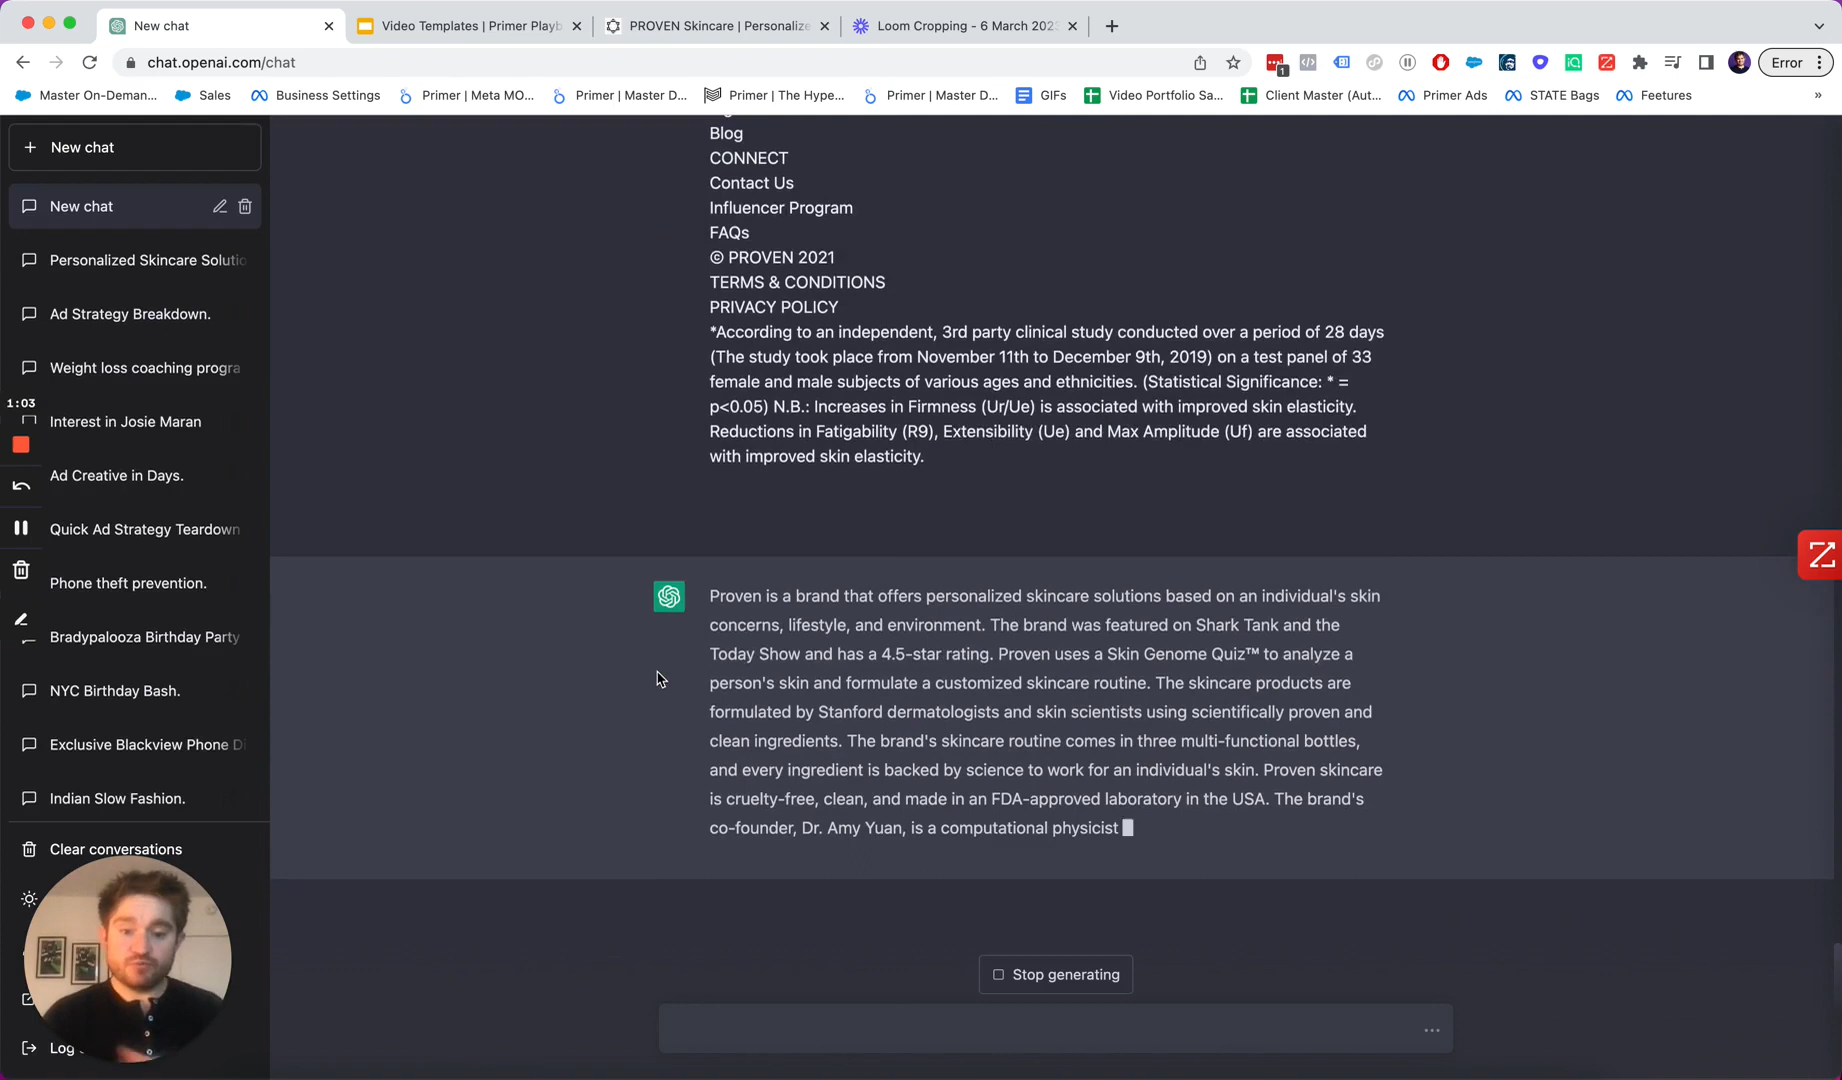 New chat
Video Templates | Primer Playb
PROVEN Skincare | Personalize
Loom Cropping - 6 March 202
chat.openai.com/chat
1
Error
Master On-Deman...
Sales
Business Settings
Primer | Meta MO...
Primer | Master D...
Primer | The Hype...
Primer | Master D...
GIFs
Video Portfolio Sa...
Client Master (Aut...
Primer Ads
STATE Bags
Feetures
»
+ New chat
New chat
Personalized Skincare Solutio
Ad Strategy Breakdown.
Weight loss coaching progra
1:03
Interest in Josie Maran
Ad Creative in Days.
Quick Ad Strategy Teardown
Phone theft prevention.
Bradypalooza Birthday Party
NYC Birthday Bash.
Exclusive Blackview Phone D
Indian Slow Fashion.
Clear conversations
Log
Blog
CONNECT
Contact Us
Influencer Program
FAQs
© PROVEN 2021
TERMS & CONDITIONS
PRIVACY POLICY
*According to an independent, 3rd party clinical study conducted over a period of 28 days
(The study took place from November 11th to December 9th, 2019) on a test panel of 33
female and male subjects of various ages and ethnicities. (Statistical Significance: * =
p<0.05) N.B.: Increases in Firmness (Ur/Ue) is associated with improved skin elasticity.
Reductions in Fatigability (R9), Extensibility (Ue) and Max Amplitude (Uf) are associated
with improved skin elasticity.
Proven is a brand that offers personalized skincare solutions based on an individual's skin
concerns, lifestyle, and environment. The brand was featured on Shark Tank and the
Today Show and has a 4.5-star rating. Proven uses a Skin Genome Quiz™ to analyze a
person's skin and formulate a customized skincare routine. The skincare products are
formulated by Stanford dermatologists and skin scientists using scientifically proven and
clean ingredients. The brand's skincare routine comes in three multi-functional bottles,
and every ingredient is backed by science to work for an individual's skin. Proven skincare
is cruelty-free, clean, and made in an FDA-approved laboratory in the USA. The brand's
co-founder, Dr. Amy Yuan, is a computational physicist
Stop generating